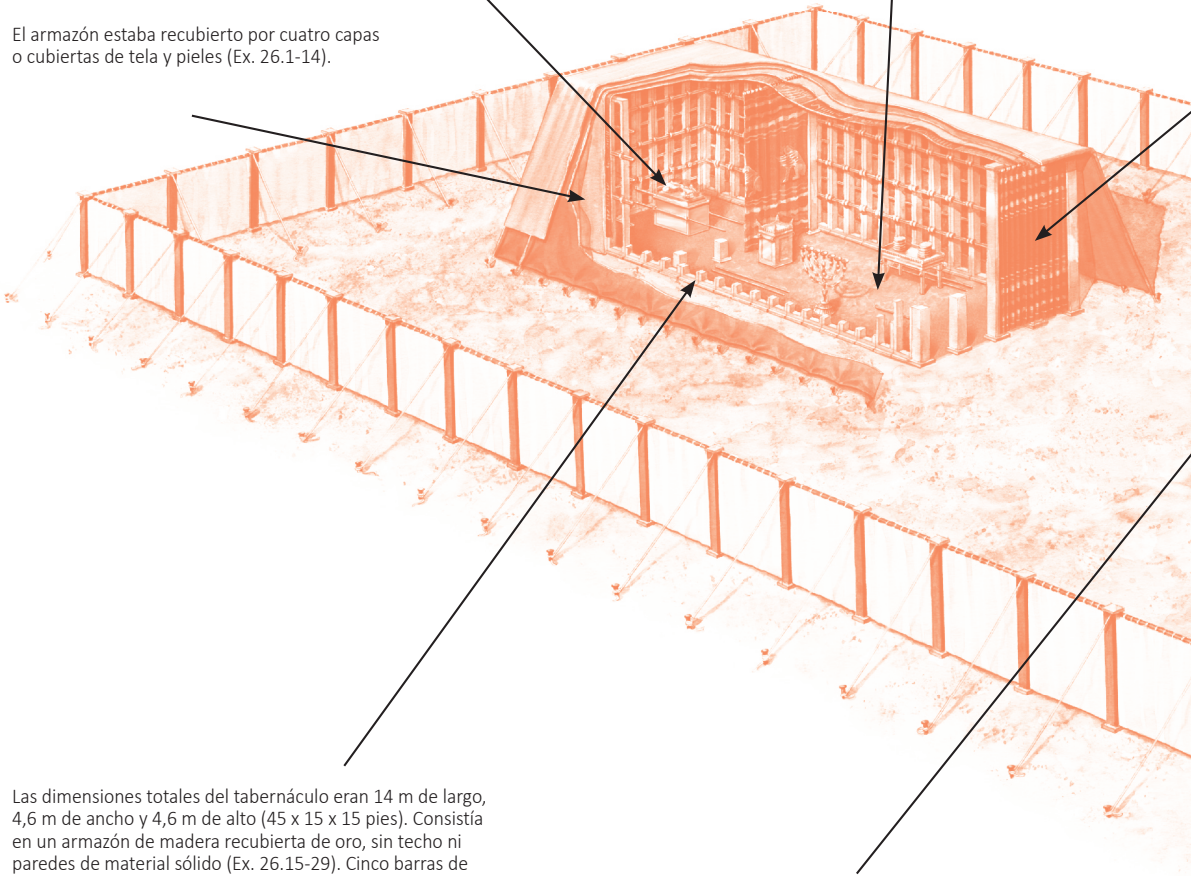 El armazón estaba recubierto por cuatro capas
o cubiertas de tela y pieles (Ex. 26.1-14).
Las dimensiones totales del tabernáculo eran 14 m de largo,
4,6 m de ancho y 4,6 m de alto (45 x 15 x 15 pies). Consistía
en un armazón de madera recubierta de oro, sin techo ni
paredes de material sólido (Ex. 26.15-29). Cinco barras de